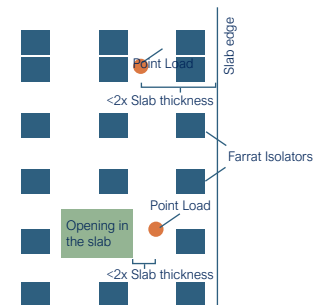 Slab edge
Point Load
<2x Slab thickness
Farrat Isolators
Point Load
Opening in
the slab
<2x Slab thickness